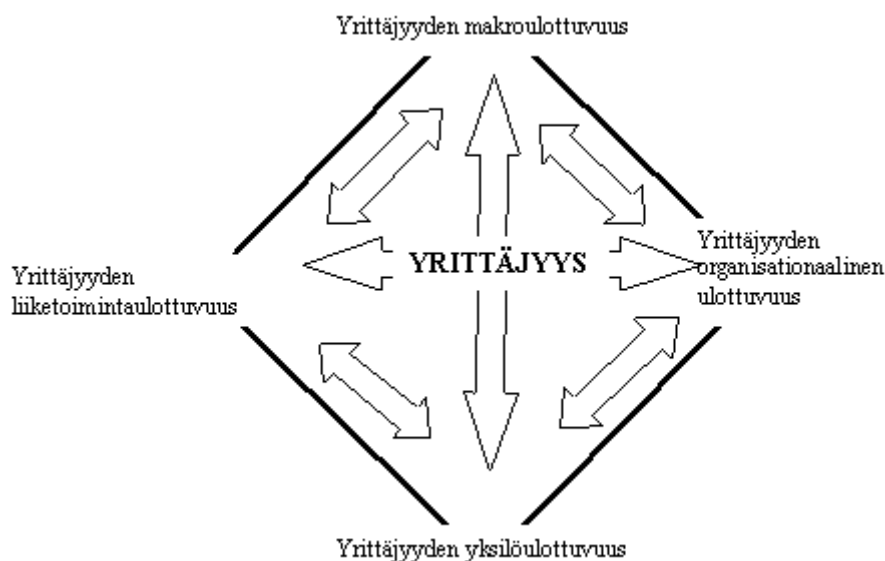 Yrittäjyyden makroulottuvuus
YRITTÄJYYS
Yrittäjyyden
organisationaalinen
ulottuvuus
Yrittäjyyden
liiketoimintaulottuvuus
Yrittäjyyden yksilöulottuvuus